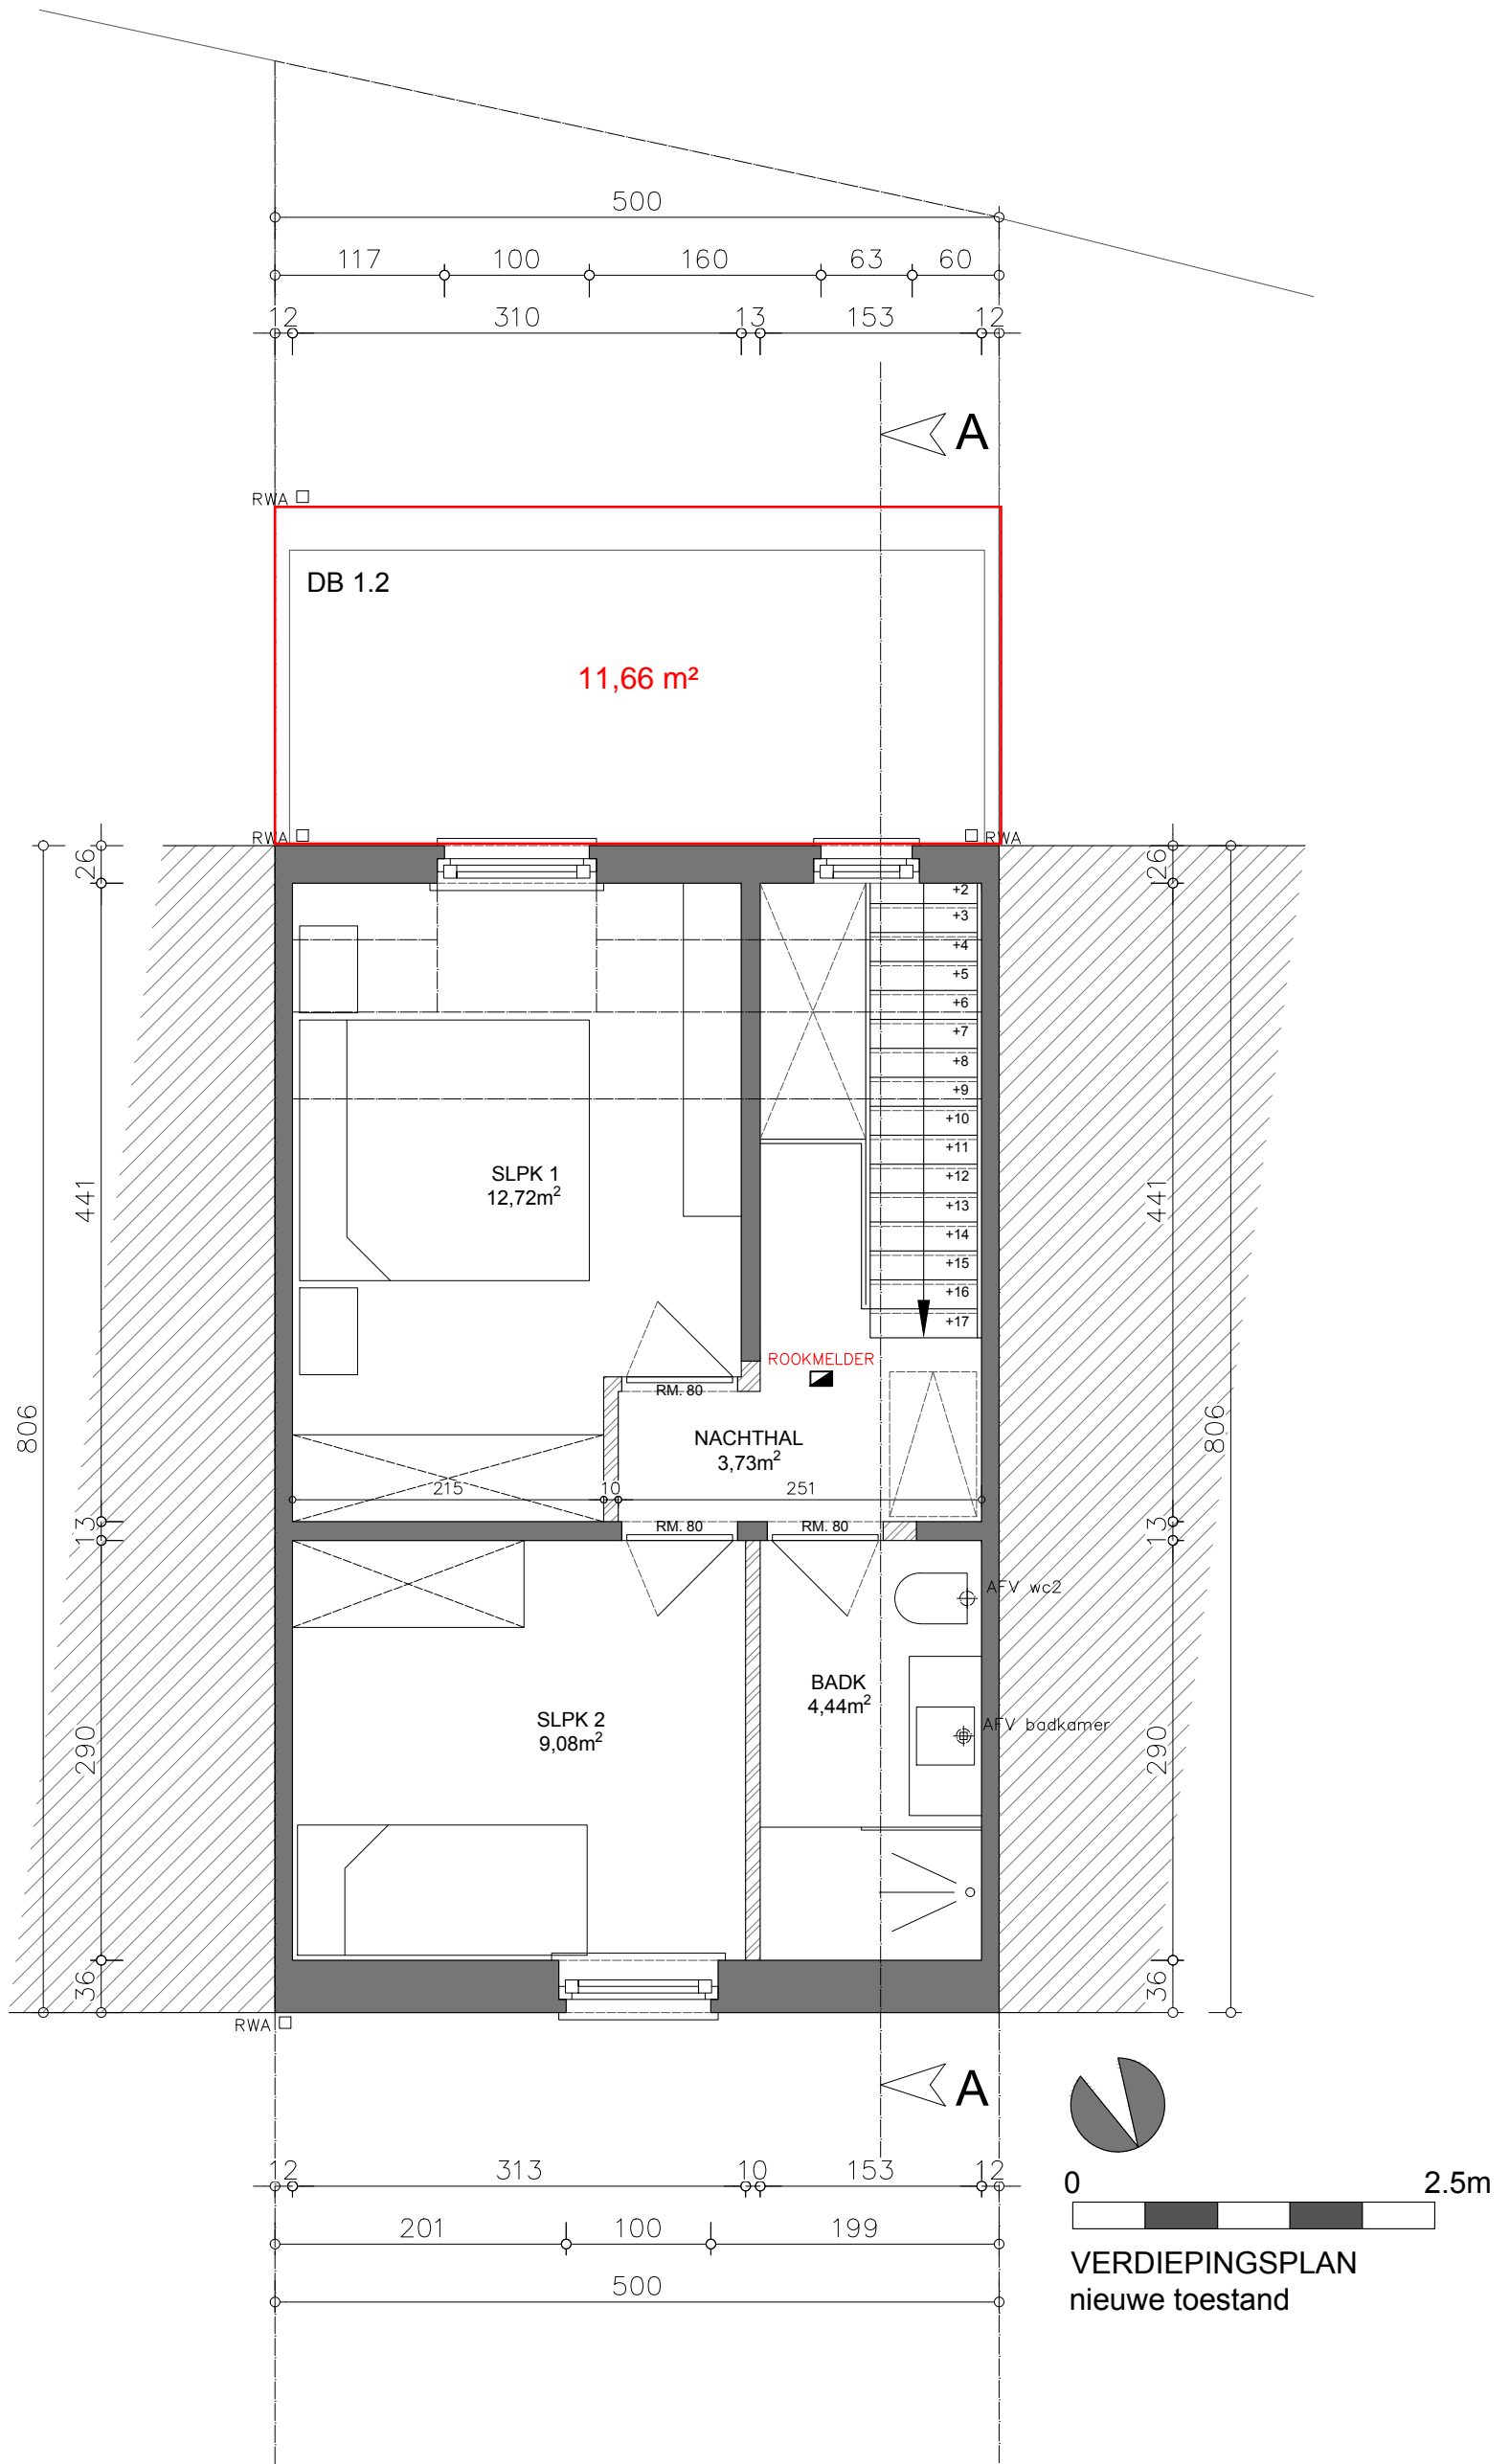 500
117 100 160 63 60
12 310 13 153 12
A
RWA
DB 1.2
11,66 m²
RWA
RWA
26
26
+2
+3
+4
+5
+6
+7
+8
+9
+10
+11
+12
+13
+14
+15
+16
+17
SLPK 1
12,72m²
441
441
ROOKMELDER
RM. 80
806
806
NACHTHAL
3,73m²
215 10 251
13
RM. 80
RM. 80
13
AFV wc2
BADK
4,44m²
SLPK 2
9,08m²
AFV badkamer
290
290
36
36
RWA
A
12 313 10 153 12
201 100 199
500
0 2.5m
VERDIEPINGSPLAN
nieuwe toestand